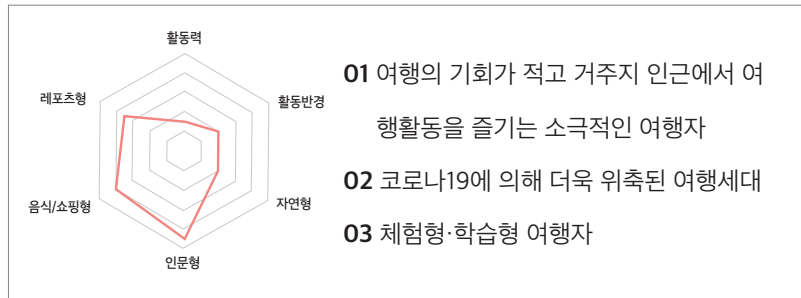 활동력
활동반경
자연형
인문형
음식/쇼핑형
레포츠형
01 여행의 기회가 적고 거주지 인근에서 여
행활동을 즐기는 소극적인 여행자
02 코로나19에 의해 더욱 위축된 여행세대
03 체험형·학습형 여행자